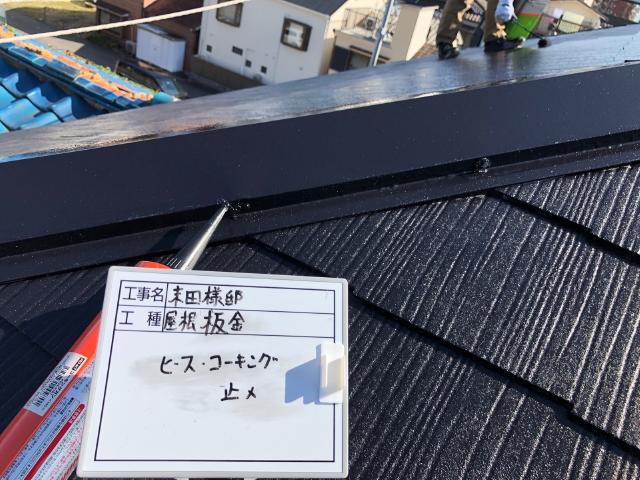 工事名 東田様邸
工 種 屋根板金
ビス・コーキング
止メ